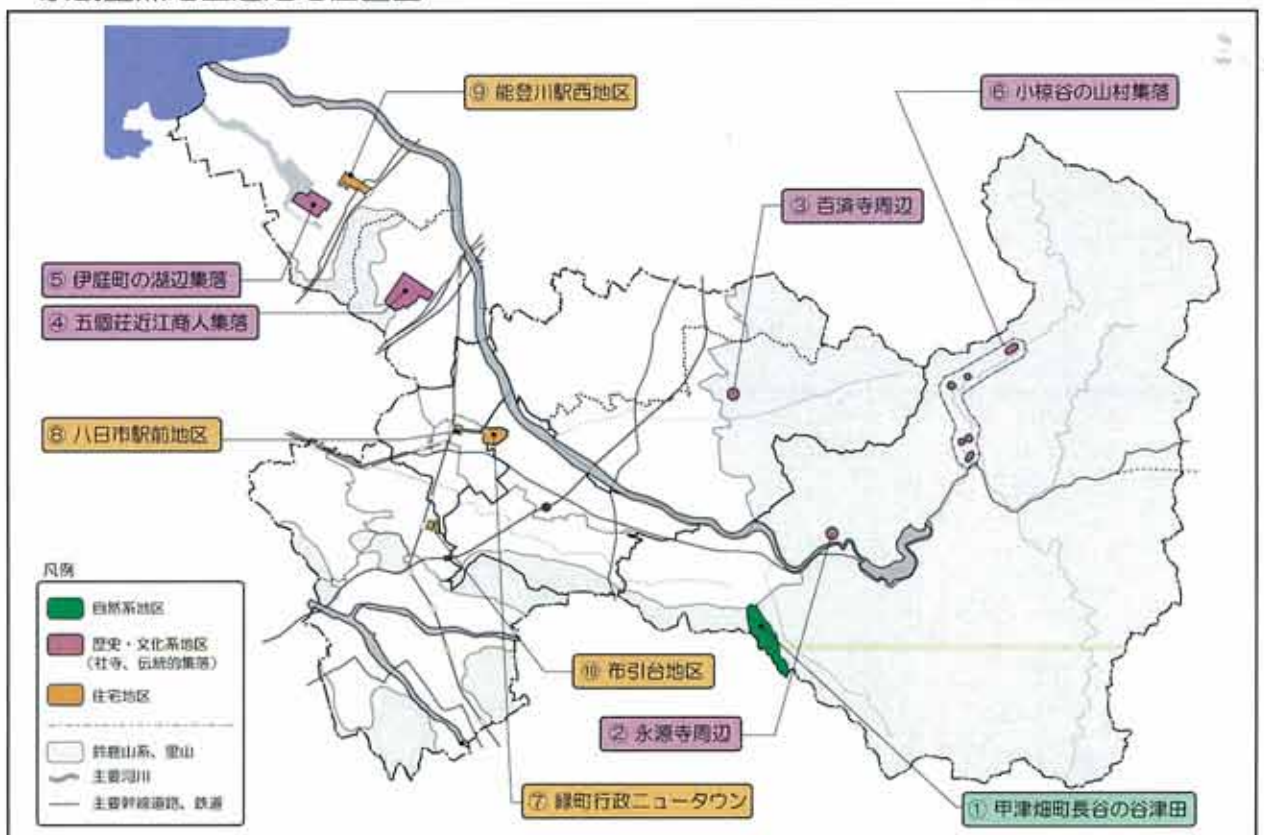 ⑨ 能登川駅西地区
⑥ 小椋谷の山村集落
③ 百済寺周辺
⑤ 伊庭町の湖辺集落
④ 五個荘近江商人集落
⑧ 八日市駅前地区
凡例
自然系地区
歴史・文化系地区
(社寺、伝統的集落)
住宅地区
鈴鹿山系、里山
主要河川
主要幹線道路、鉄道
⑩ 布引台地区
② 永源寺周辺
⑦ 緑町行政ニュータウン
① 甲津畑町長谷の谷津田